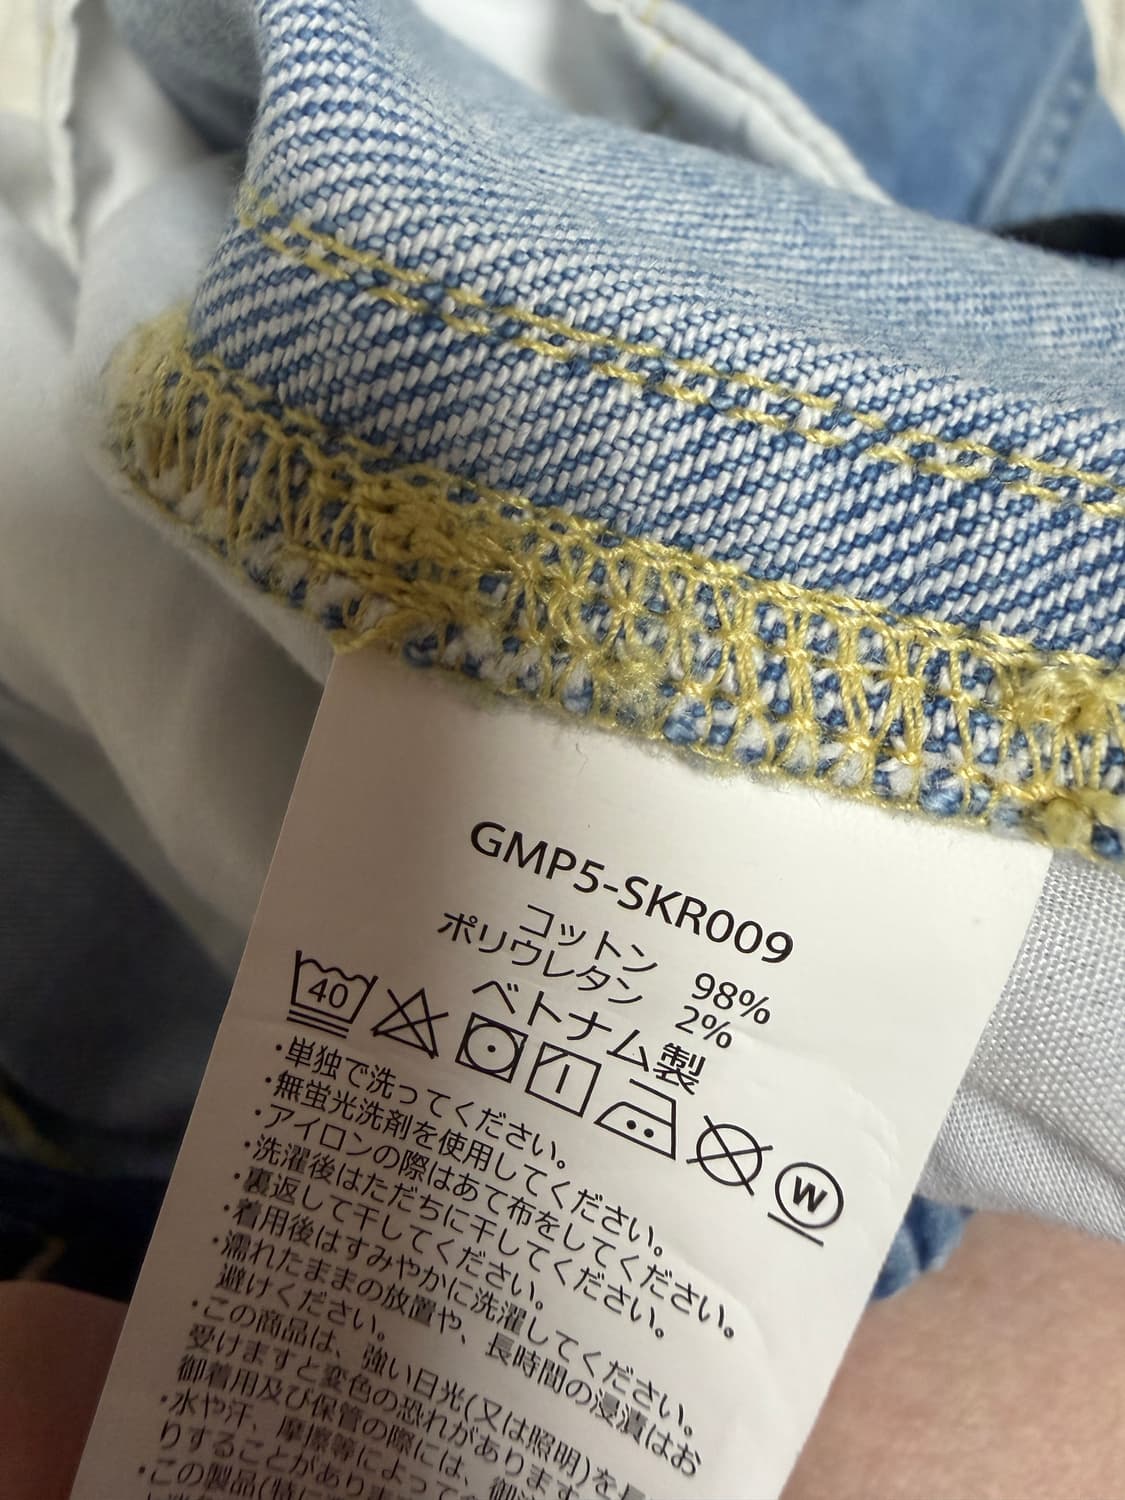 GMP5-SKR009
コットン 98%
ポリウレタン 2%
ベトナム製
40
W
・単独で洗ってください。
・無蛍光洗剤を使用してください。
・アイロンの際はあて布をしてください。
・洗濯後はただちに干してください。
・裏返して干してください。
・着用後はすみやかに洗濯してください。
・濡れたままの放置や、長時間の浸漬はお
避けください。
・この商品は、強い日光(又は照明)を
受けますと変色の恐れがあります
御着用及び保管の際には、御
・水や汗、摩擦等によって
りすることがあり
・この製品(特に